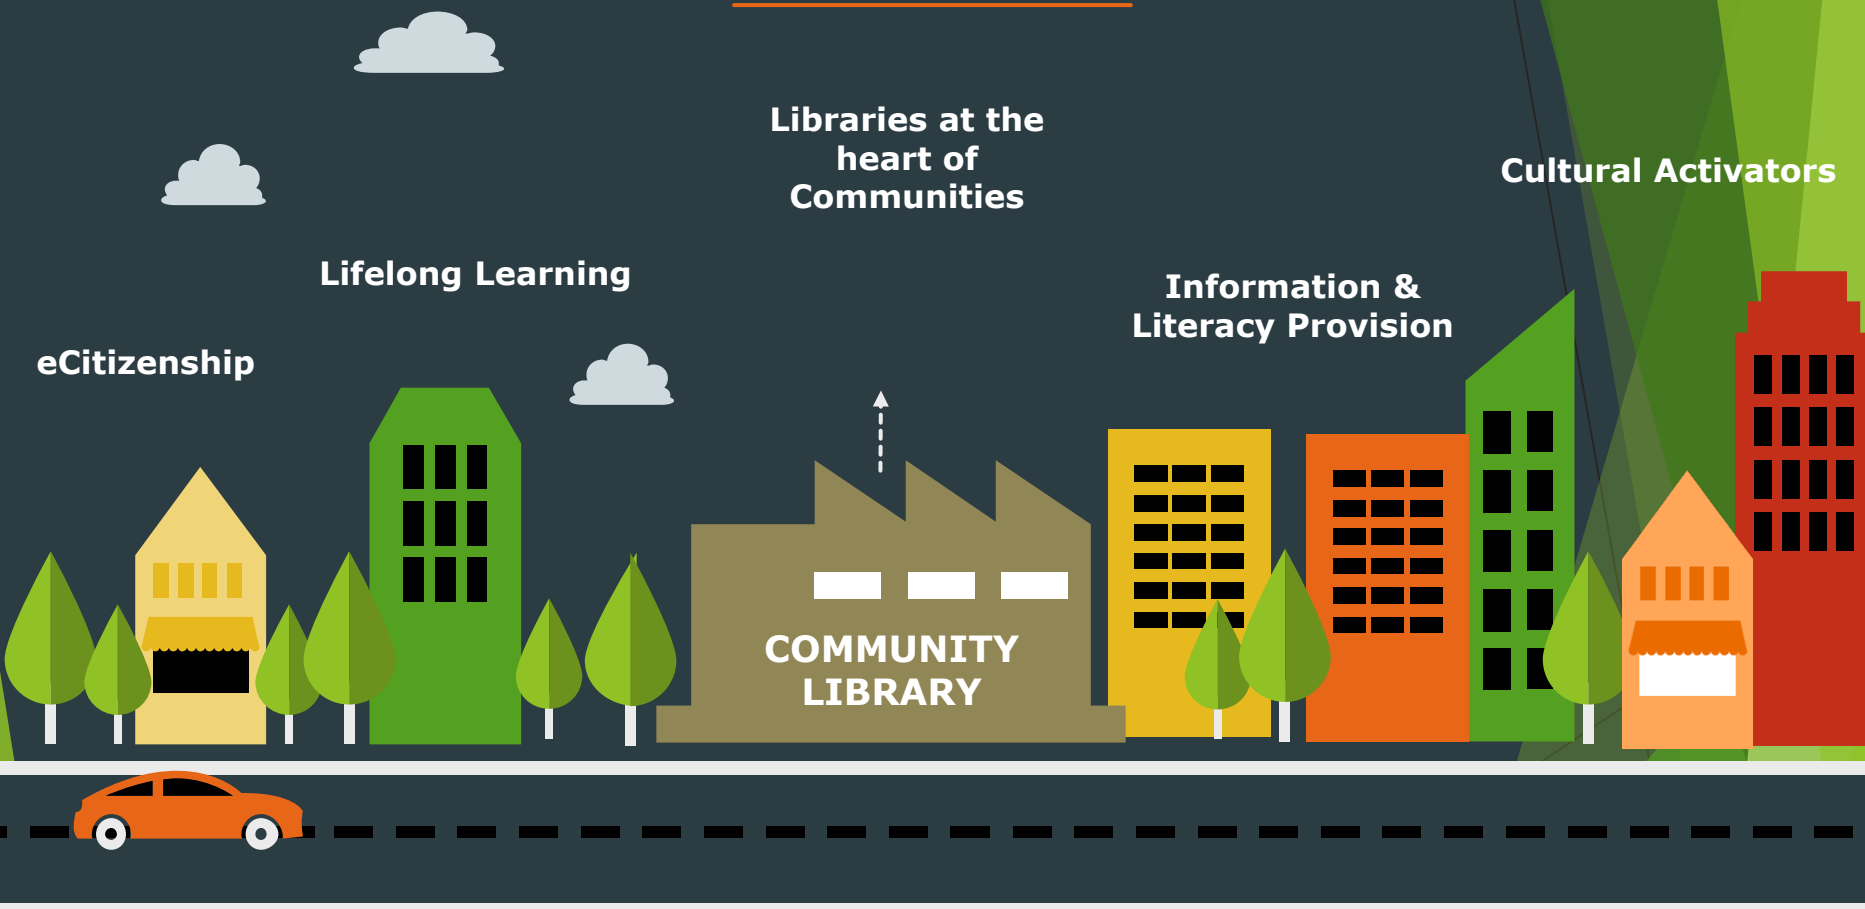 Libraries at the
heart of
Communities
Cultural Activators
Lifelong Learning
Information &
Literacy Provision
eCitizenship
COMMUNITY
LIBRARY